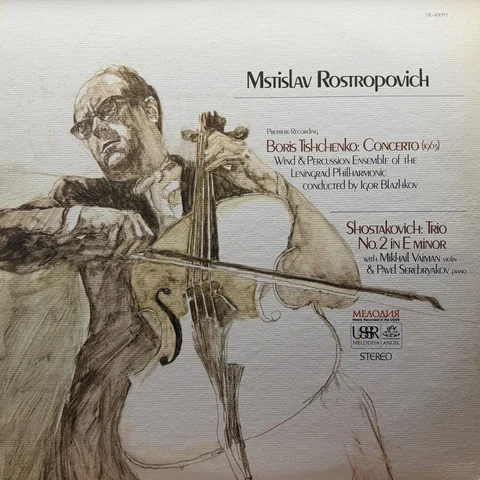 SR-40091
Mstislav Rostropovich
Premiere Recording
Boris Tishchenko: Concerto (1963)
Wind & Percussion Ensemble of the
Leningrad Philharmonic
conducted by Igor Blazhkov
Shostakovich: Trio
No. 2 in E minor
with Mikhail Vaiman violin
& Pavel Serebryakov piano
МЕЛОДИЯ
Newly Recorded in the USSR
USSR
MELODIYA ANGEL
STEREO